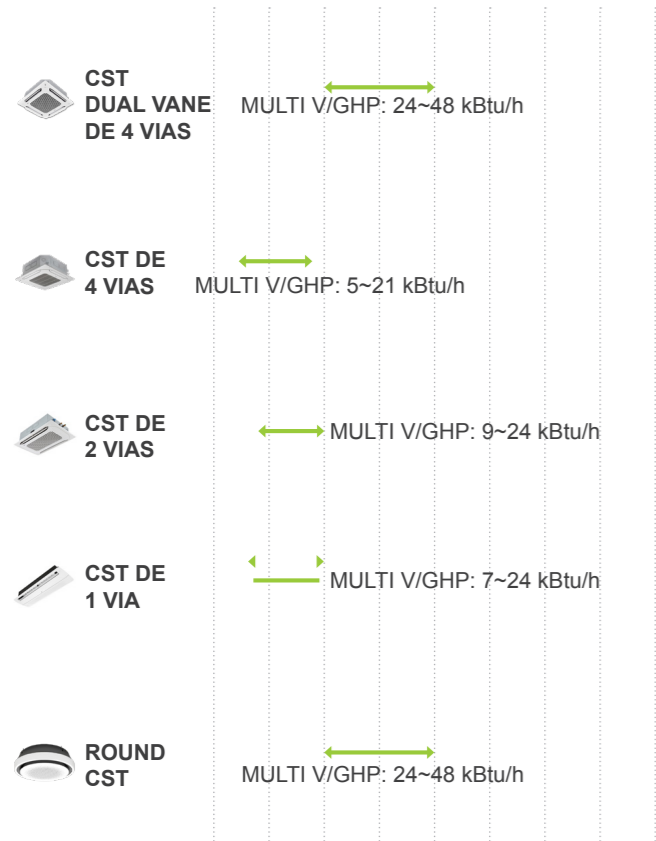 CST
DUAL VANE
DE 4 VIAS
MULTI V/GHP: 24~48 kBtu/h
CST DE
4 VIAS
MULTI V/GHP: 5~21 kBtu/h
CST DE
2 VIAS
MULTI V/GHP: 9~24 kBtu/h
CST DE
1 VIA
MULTI V/GHP: 7~24 kBtu/h
ROUND
CST
MULTI V/GHP: 24~48 kBtu/h